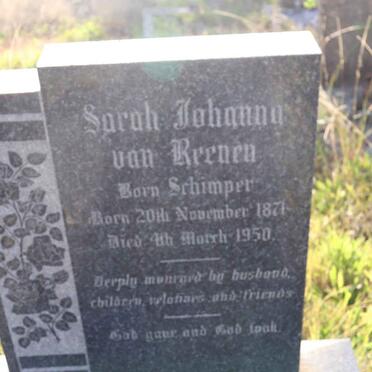 Sarah Johanna
van Reenen
Born Schimper
Born 20th November 1871
Died 4th March 1950.
Deeply mourned by husband,
children, relatives and friends
God gave and God took.